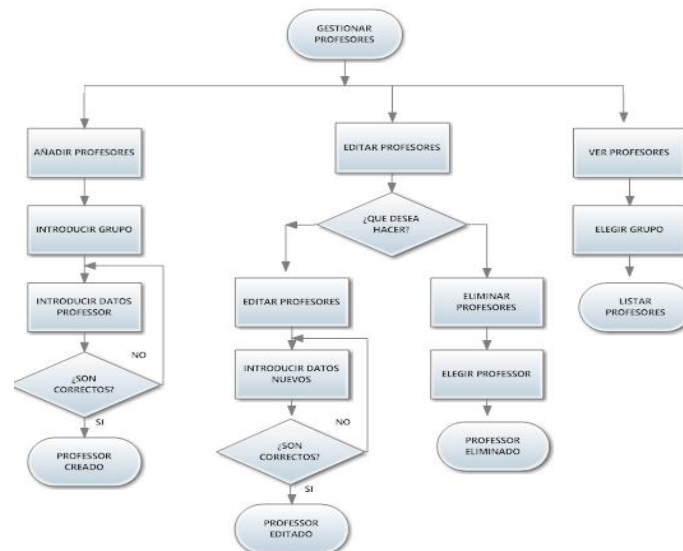 GESTIONAR
PROFESORES
AÑADIR PROFESORES
EDITAR PROFESORES
VER PROFESORES
INTRODUCIR GRUPO
¿QUE DESEA
HACER?
ELEGIR GRUPO
INTRODUCIR DATOS
PROFESSOR
EDITAR PROFESORES
ELIMINAR
PROFESORES
LISTAR
PROFESORES
NO
¿SON
CORRECTOS?
SI
INTRODUCIR DATOS
NUEVOS
ELEGIR PROFESSOR
NO
PROFESSOR
CREADO
¿SON
CORRECTOS?
SI
PROFESSOR
ELIMINADO
PROFESSOR
EDITADO